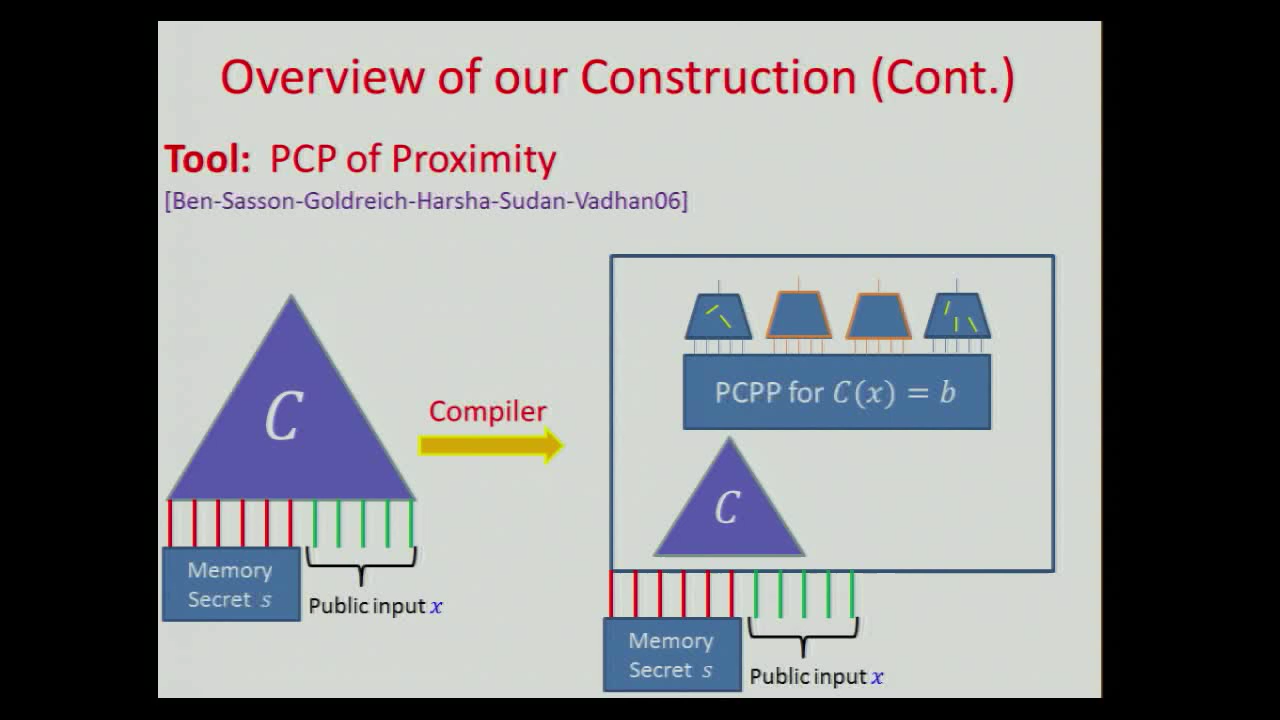 Overview of our Construction (Cont.)
Tool: PCP of Proximity
[Ben-Sasson-Goldreich-Harsha-Sudan-Vadhan06]
PCPP for C(x) = b
C
Compiler
C
Memory
Secret s
Public input x
Memory
Secret s
Public input x